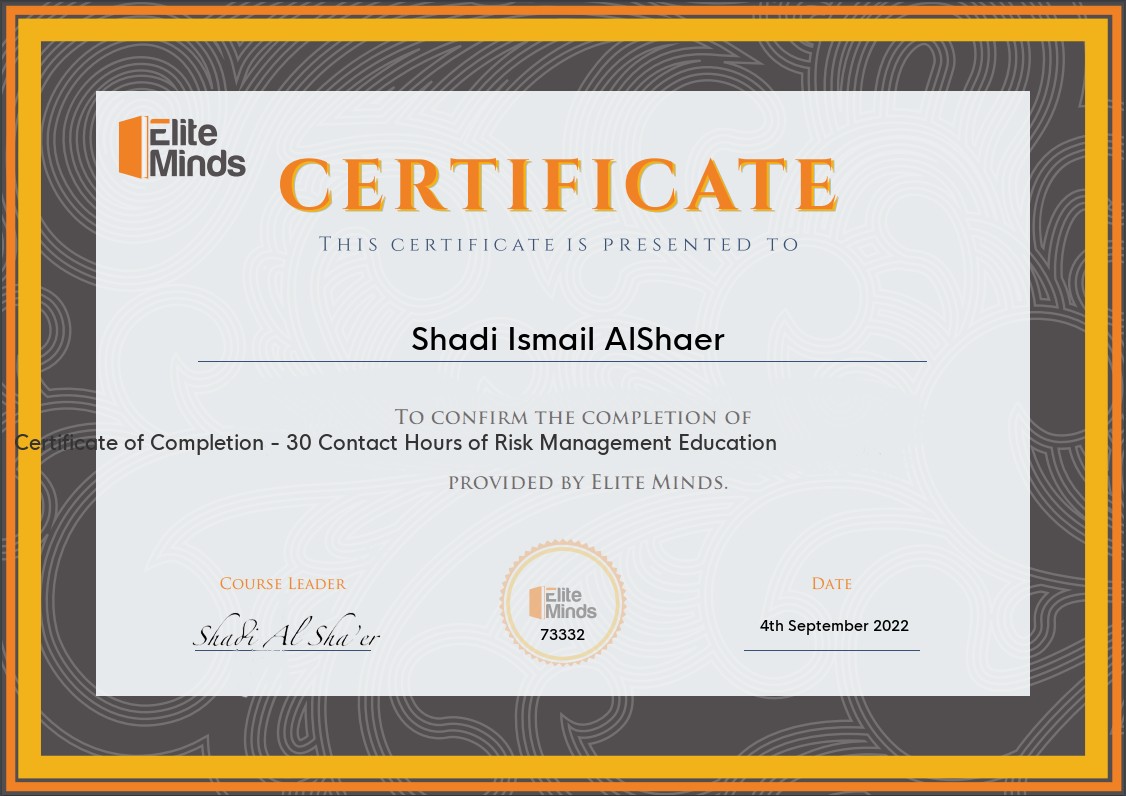 Elite
Minds
CERTIFICATE
THIS CERTIFICATE IS PRESENTED TO
Shadi Ismail AlShaer
TO CONFIRM THE COMPLETION OF
Certificate of Completion - 30 Contact Hours of Risk Management Education
PROVIDED BY ELITE MINDS.
COURSE LEADER
Shadi Al Sha'er
Elite
Minds
73332
DATE
4th September 2022